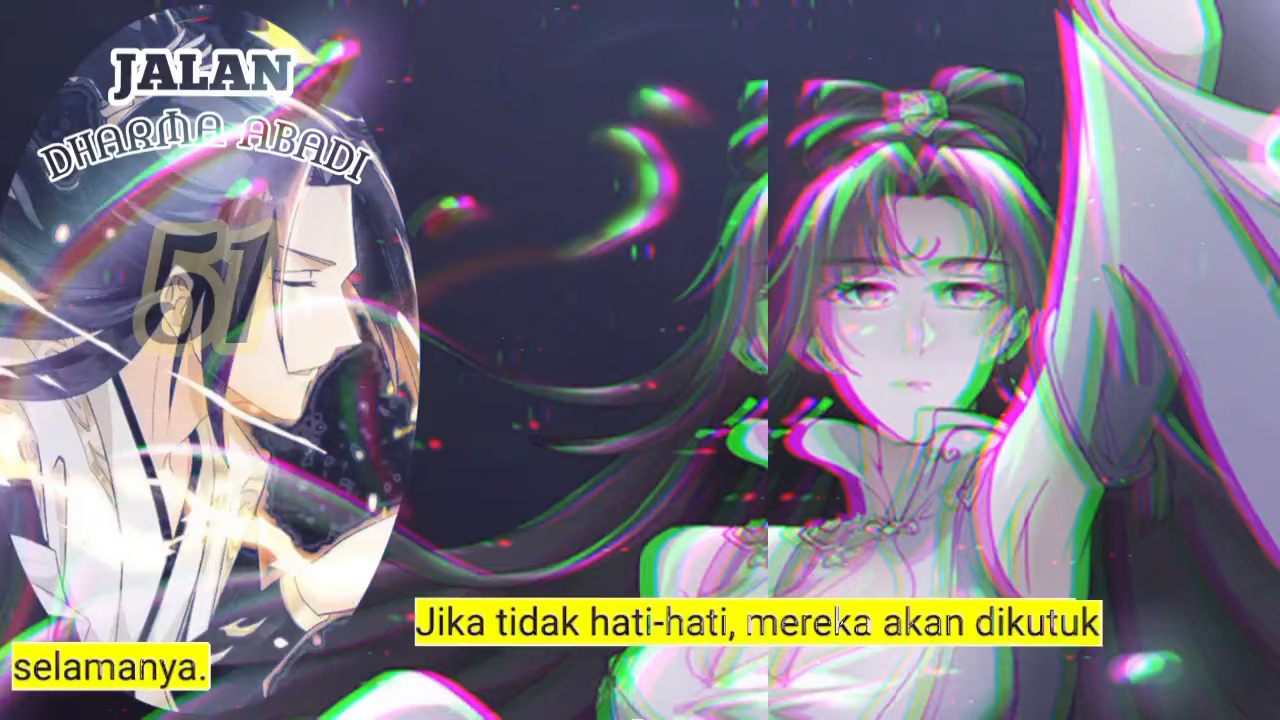 JALAN
DHARMA ABADI
51
Jika tidak hati-hati, mereka akan dikutuk
selamanya.